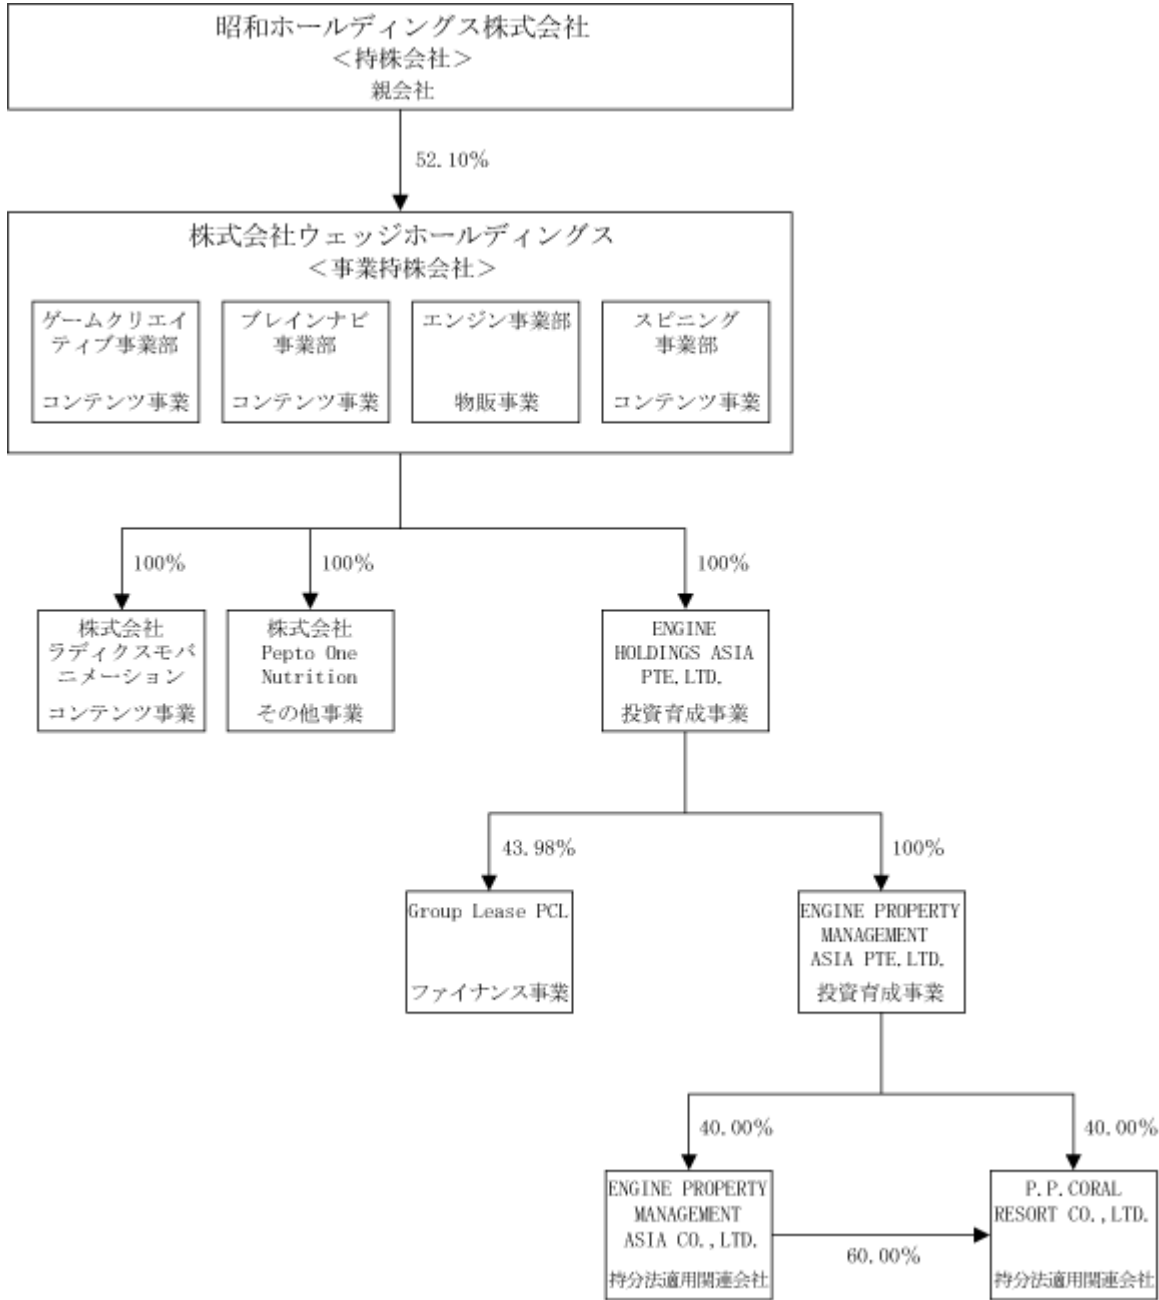 昭和ホールディングス株式会社
＜持株会社＞
親会社
52.10％
株式会社ウェッジホールディングス
＜事業持株会社＞
ゲームクリエイ
ティブ事業部
コンテンツ事業
ブレインナビ
事業部
コンテンツ事業
エンジン事業部
物販事業
スピニング
事業部
コンテンツ事業
100％
100％
100％
株式会社
ラディクスモバ
ニメーション
コンテンツ事業
株式会社
Pepto One
Nutrition
その他事業
ENGINE
HOLDINGS ASIA
PTE.LTD.
投資育成事業
43.98％
100％
Group Lease PCL
ファイナンス事業
ENGINE PROPERTY
MANAGEMENT
ASIA PTE.LTD.
投資育成事業
40.00％
40.00％
ENGINE PROPERTY
MANAGEMENT
ASIA CO.,LTD.
持分法適用関連会社
60.00％
P.P.CORAL
RESORT CO.,LTD.
持分法適用関連会社